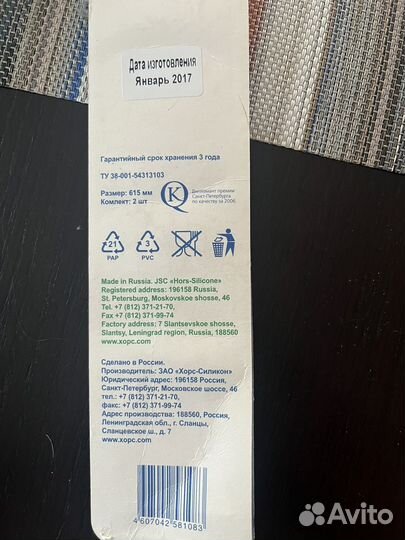 Дата изготовления
Январь 2017
Гарантийный срок хранения 3 года
ТУ 38-001-54313103
Размер: 615 мм
Комлект: 2 шт
К
Дипломант премии
Санкт-Петербурга
по качеству за 2006
21
PAP
3
PVC
Made in Russia: JSC «Hors-Silicone»
Registered address: 196158 Russia,
St. Petersburg, Moskovskoe shosse, 46
Tel. +7 (812) 371-21-70,
Fax +7 (812) 371-99-74
Factory address: 7 Slantsevskoe shosse,
Slantsy, Leningrad region, Russia, 188560
www.xopc.com
Сделано в России.
Производитель: ЗАО «Хорс-Силикон»
Юридический адрес: 196158 Россия,
Санкт-Петербург, Московское шоссе, 46
тел.: +7 (812) 371-21-70,
факс: +7 (812) 371-99-74
Адрес производства: 188560, Россия,
Ленинградская обл., г. Сланцы,
Сланцевское ш., д. 7
www.xopc.com
4 607042 581083
Avito